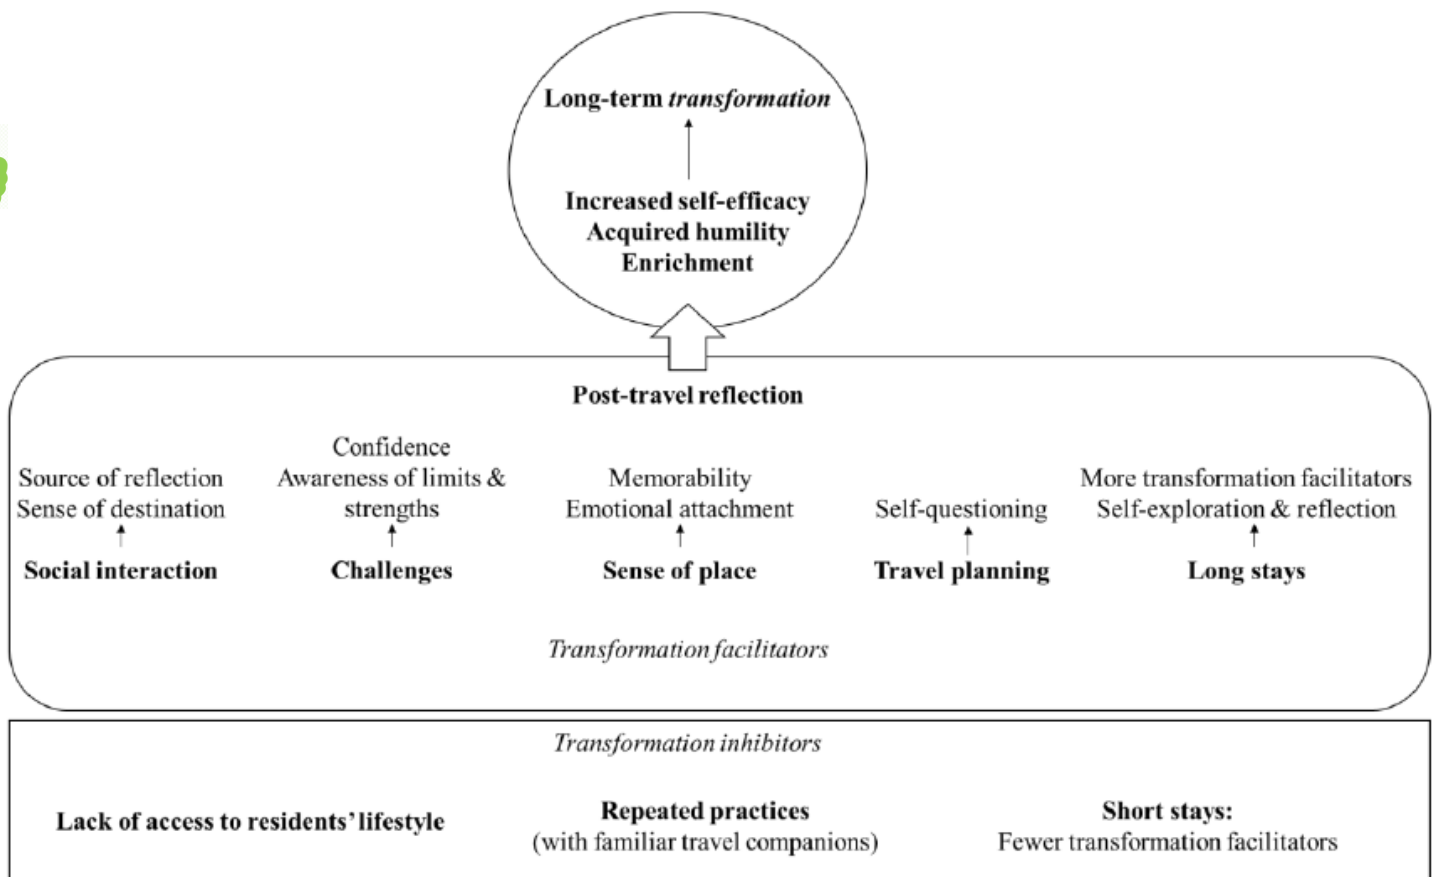 Long-term transformation
Increased self-efficacy
Acquired humility
Enrichment
Post-travel reflection
Source of reflection
Sense of destination
Social interaction
Confidence
Awareness of limits &
strengths
Challenges
Memorability
Emotional attachment
Sense of place
Self-questioning
Travel planning
More transformation facilitators
Self-exploration & reflection
Long stays
Transformation facilitators
Transformation inhibitors
Lack of access to residents' lifestyle
Repeated practices
(with familiar travel companions)
Short stays:
Fewer transformation facilitators